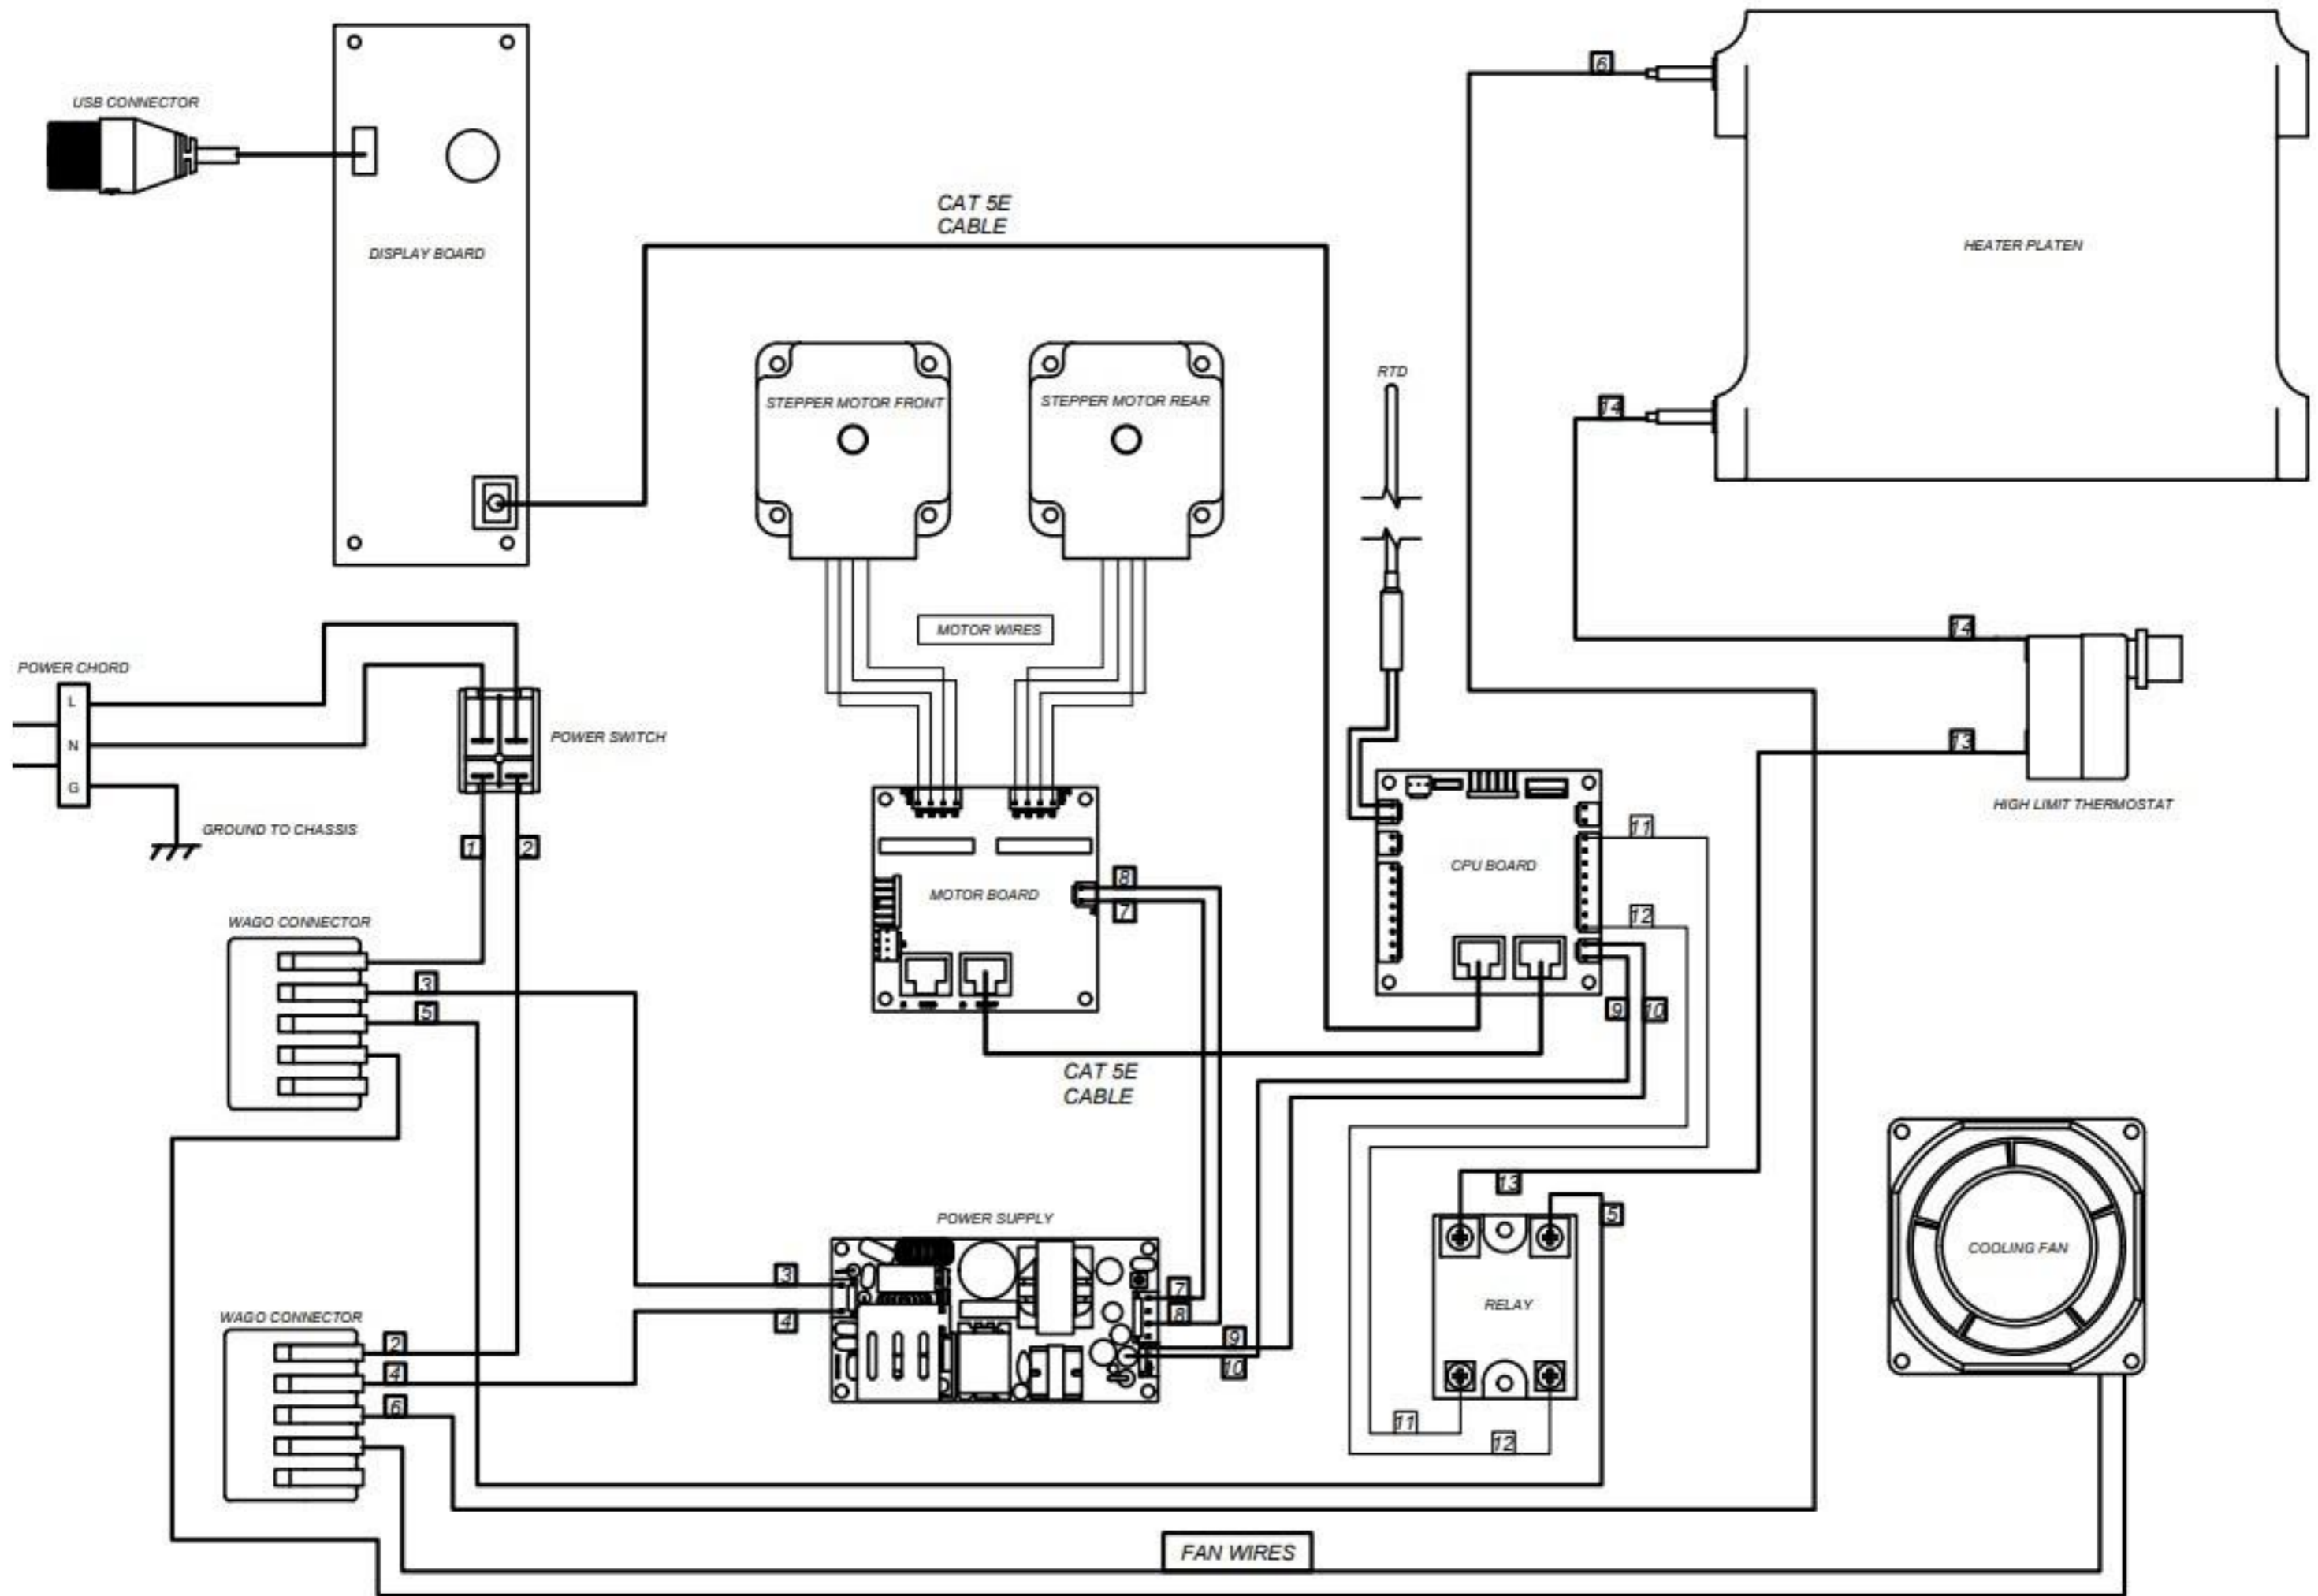 USB CONNECTOR
DISPLAY BOARD
CAT 5E
CABLE
6
HEATER PLATEN
STEPPER MOTOR FRONT
STEPPER MOTOR REAR
RTD
14
MOTOR WIRES
14
POWER CHORD
L
N
G
POWER SWITCH
13
HIGH LIMIT THERMOSTAT
GROUND TO CHASSIS
1
2
11
CPU BOARD
8
MOTOR BOARD
7
12
WAGO CONNECTOR
3
5
9
10
CAT 5E
CABLE
13
5
POWER SUPPLY
COOLING FAN
3
7
RELAY
8
4
9
10
WAGO CONNECTOR
2
4
6
11
12
FAN WIRES